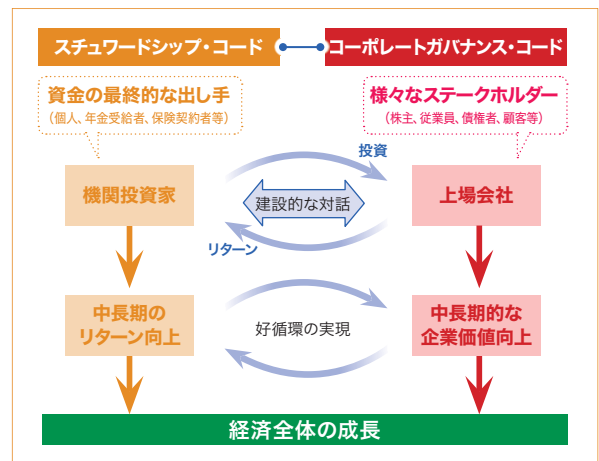 スチュワードシップ・コード
コーポレートガバナンス・コード
資金の最終的な出し手
（個人、年金受給者、保険契約者等）
様々なステークホルダー
（株主、従業員、債権者、顧客等）
投資
機関投資家
建設的な対話
上場会社
リターン
中長期の
リターン向上
好循環の実現
中長期的な
企業価値向上
経済全体の成長